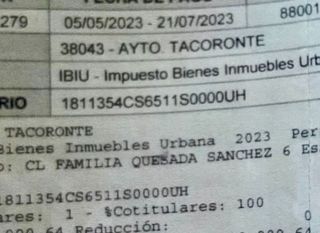 279 05/05/2023 - 21/07/2023 88001
38043 - AYTO. TACORONTE
IBIU - Impuesto Bienes Inmuebles Urb
RIO 1811354CS6511S0000UH
TACORONTE
Bienes Inmuebles Urbana 2023 Per
o: CL FAMILIA QUESADA SANCHEZ 6 Es
1811354CS6511S0000UH
ares: 1 - %Cotitulares: 100
Reducción: 0